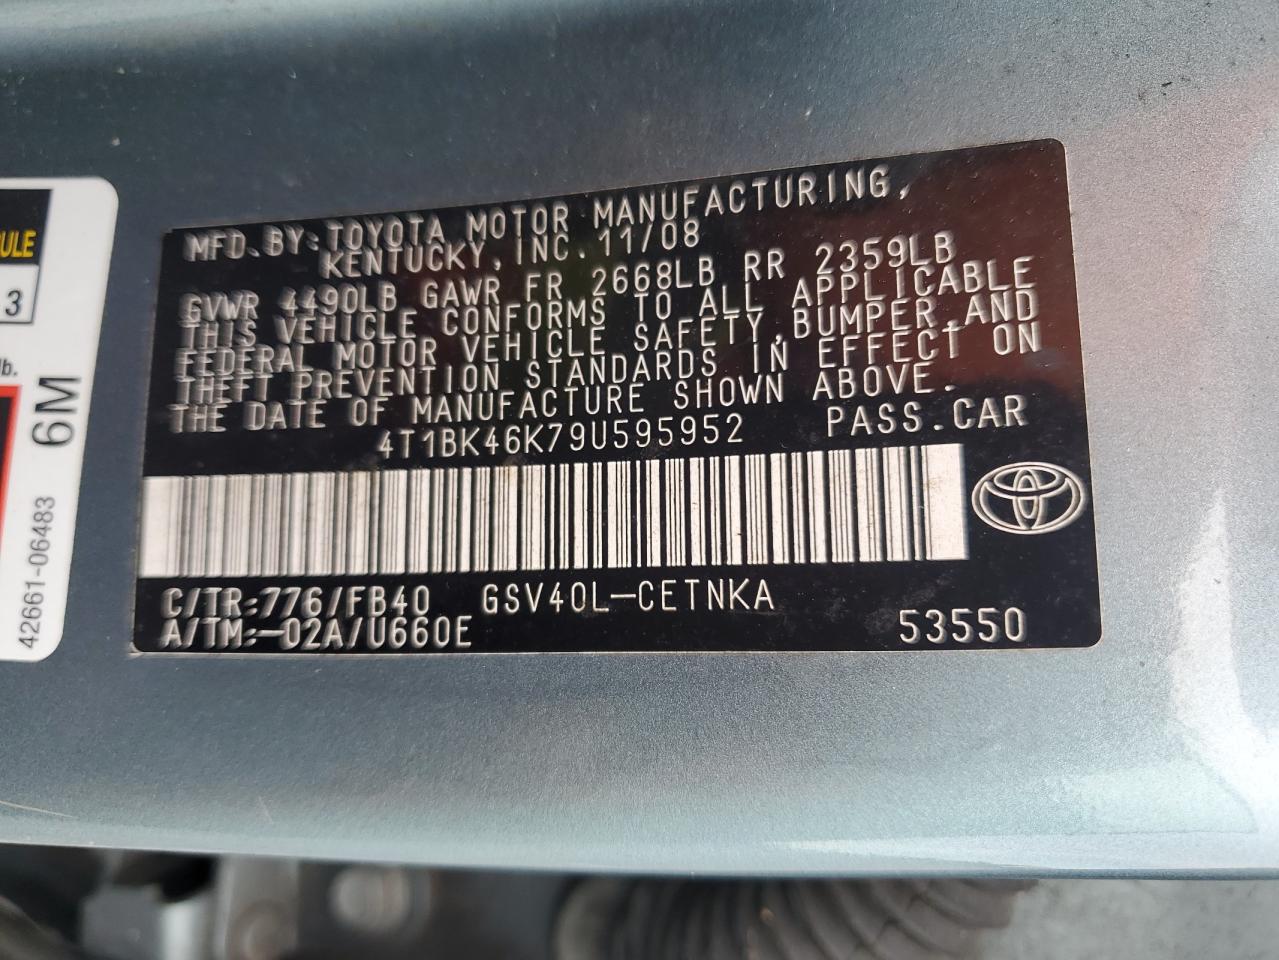 MFD.BY:TOYOTA MOTOR MANUFACTURING,
KENTUCKY, INC. 11/08
GVWR 4490LB GAWR FR 2668LB RR 2359LB
THIS VEHICLE CONFORMS TO ALL APPLICABLE
FEDERAL MOTOR VEHICLE SAFETY,BUMPER,AND
THEFT PREVENTION STANDARDS IN EFFECT ON
THE DATE OF MANUFACTURE SHOWN ABOVE.
4T1BK46K79U595952 PASS.CAR
C/TR:776/FB40 GSV40L-CETNKA
A/TM:-02A/U660E 53550
3
6M
42661-06483